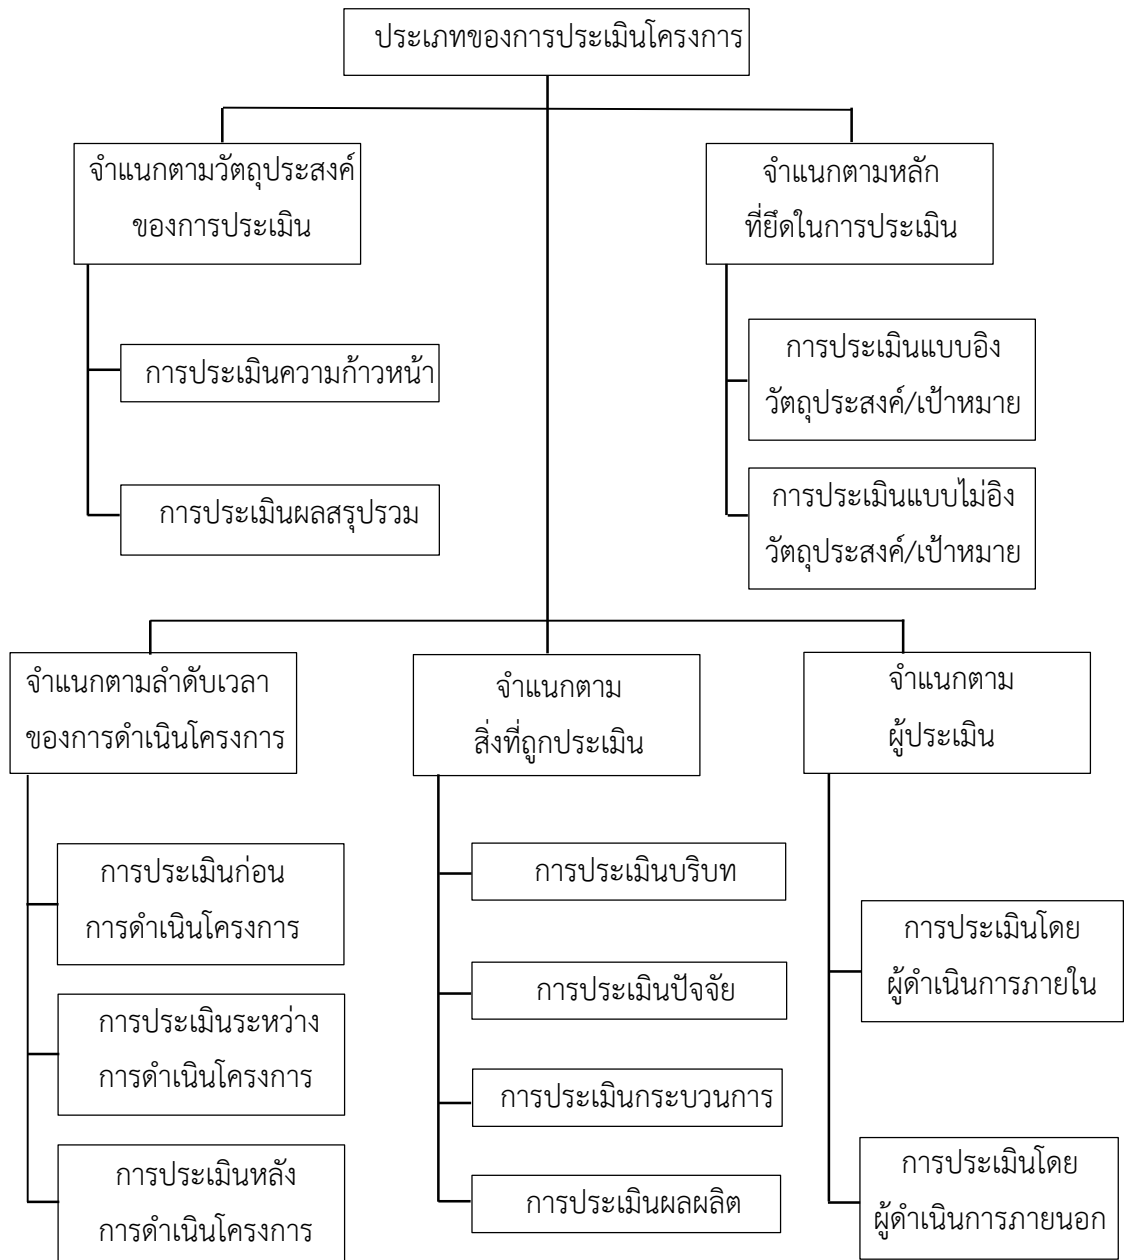 ประเภทของการประเมินโครงการ
จำแนกตามวัตถุประสงค์
ของการประเมิน
การประเมินความก้าวหน้า
การประเมินผลสรุปรวม
จำแนกตามหลัก
ที่ยึดในการประเมิน
การประเมินแบบอิง
วัตถุประสงค์/เป้าหมาย
การประเมินแบบไม่อิง
วัตถุประสงค์/เป้าหมาย
จำแนกตามลำดับเวลา
ของการดำเนินโครงการ
การประเมินก่อน
การดำเนินโครงการ
การประเมินระหว่าง
การดำเนินโครงการ
การประเมินหลัง
การดำเนินโครงการ
จำแนกตาม
สิ่งที่ถูกประเมิน
การประเมินบริบท
การประเมินปัจจัย
การประเมินกระบวนการ
การประเมินผลผลิต
จำแนกตาม
ผู้ประเมิน
การประเมินโดย
ผู้ดำเนินการภายใน
การประเมินโดย
ผู้ดำเนินการภายนอก